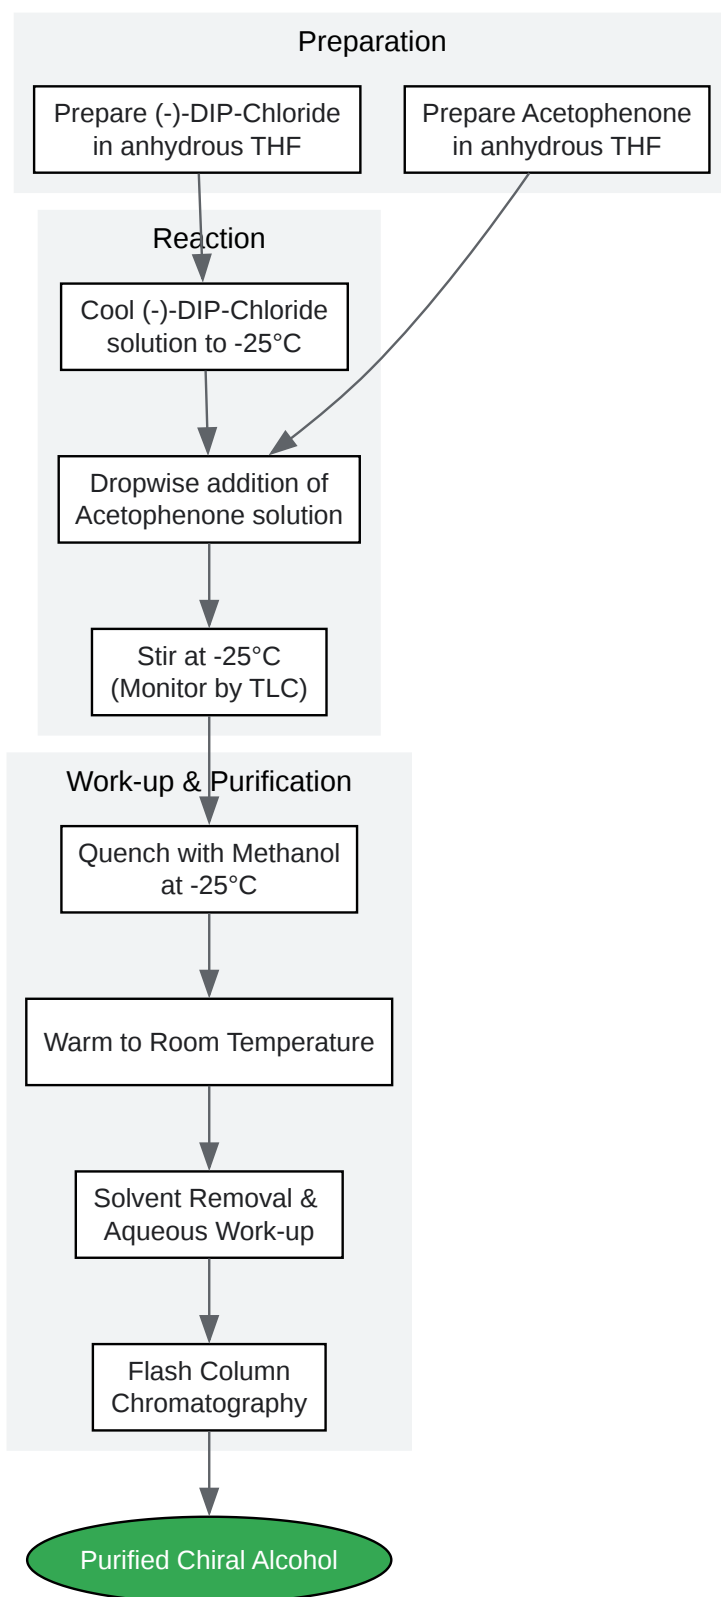 Preparation
Prepare (-)-DIP-Chloride
in anhydrous THF
Prepare Acetophenone
in anhydrous THF
Reaction
Cool (-)-DIP-Chloride
solution to -25°C
Dropwise addition of
Acetophenone solution
Stir at -25°C
(Monitor by TLC)
Work-up & Purification
Quench with Methanol
at -25°C
Warm to Room Temperature
Solvent Removal &
Aqueous Work-up
Flash Column
Chromatography
Purified Chiral Alcohol